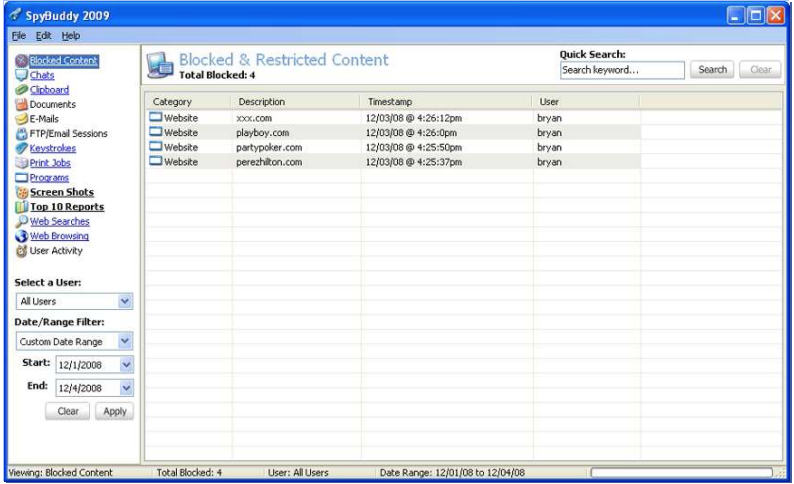 SpyBuddy 2009
File Edit Help
Blocked Content
Chats
Clipboard
Documents
E-Mails
FTP/Email Sessions
Keystrokes
Print Jobs
Programs
Screen Shots
Top 10 Reports
Web Searches
Web Browsing
User Activity
Select a User:
All Users
Date/Range Filter:
Custom Date Range
Start: 12/1/2008
End: 12/4/2008
Clear Apply
Blocked & Restricted Content
Total Blocked: 4
Quick Search:
Search keyword... Search Clear
Category Description Timestamp User
Website xxx.com 12/03/08 @ 4:26:12pm bryan
Website playboy.com 12/03/08 @ 4:26:0pm bryan
Website partypoker.com 12/03/08 @ 4:25:50pm bryan
Website perezhilton.com 12/03/08 @ 4:25:37pm bryan
Viewing: Blocked Content Total Blocked: 4 User: All Users Date Range: 12/01/08 to 12/04/08